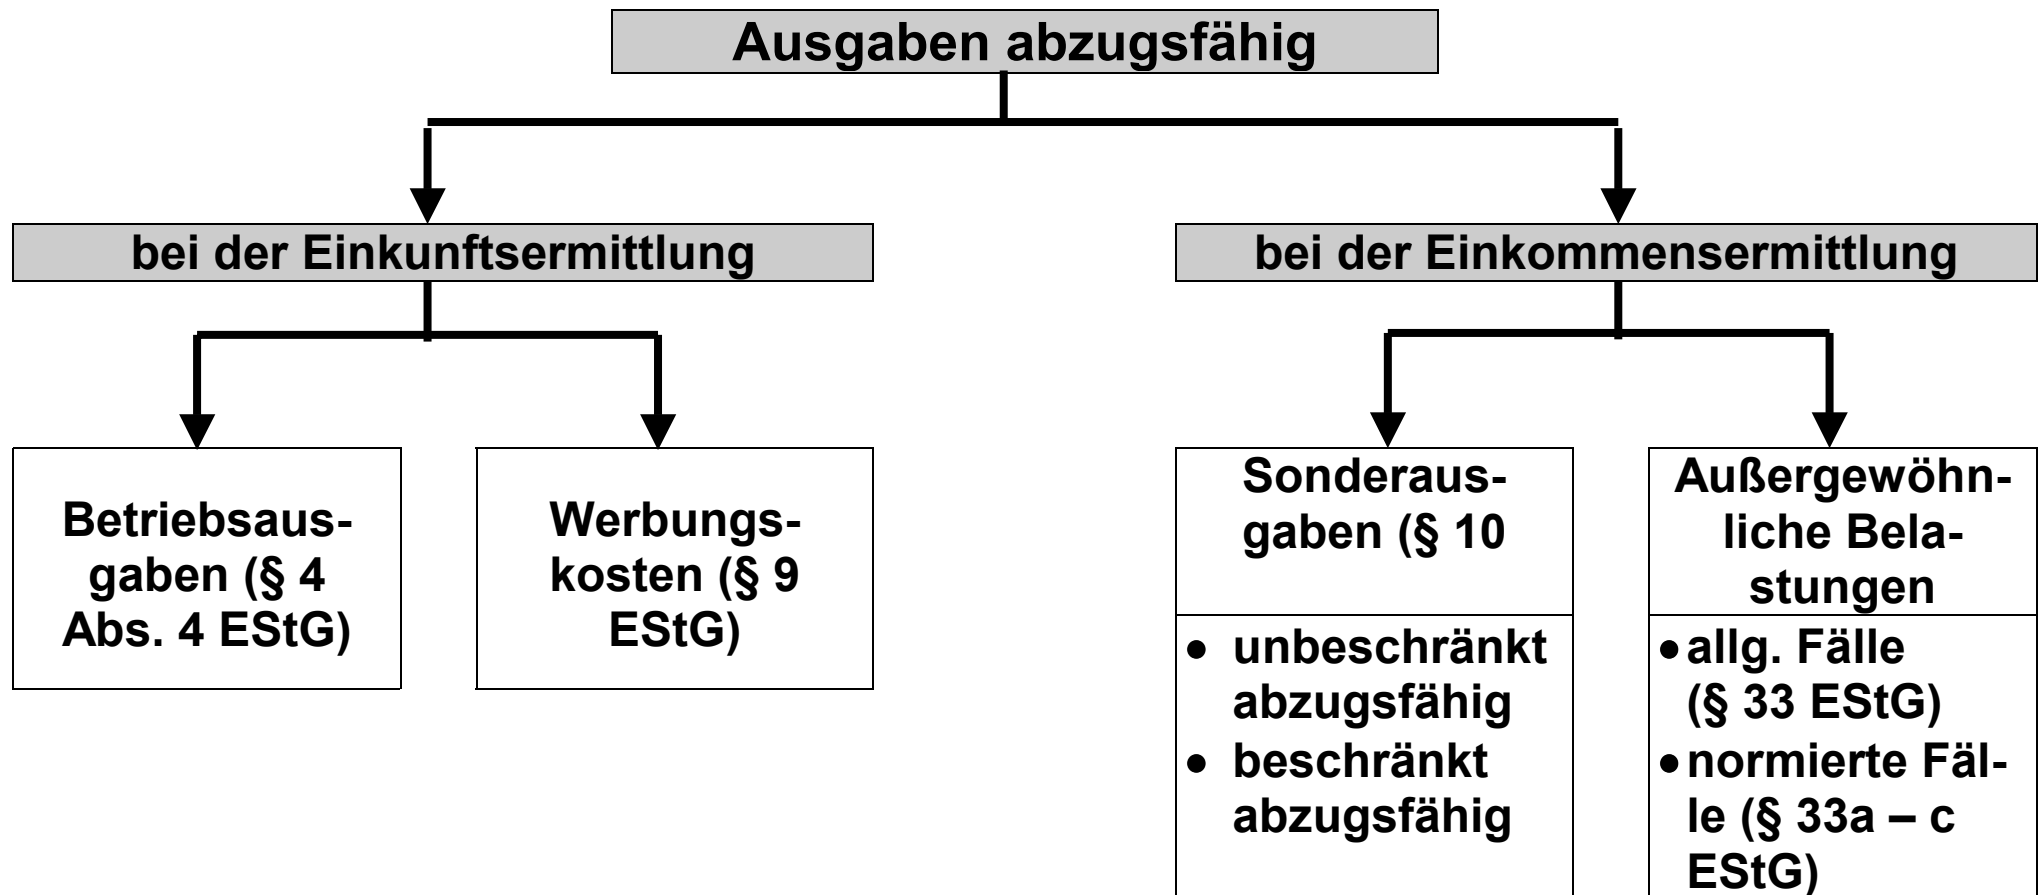 Ausgaben abzugsfähig
bei der Einkunftsermittlung
bei der Einkommensermittlung
Betriebsaus-
gaben (§ 4
Abs. 4 EStG)
Werbungs-
kosten (§ 9
EStG)
Sonderaus-
gaben (§ 10
• unbeschränkt
abzugsfähig
• beschränkt
abzugsfähig
Außergewöhn-
liche Bela-
stungen
• allg. Fälle
(§ 33 EStG)
• normierte Fäl-
le (§ 33a – c
EStG)